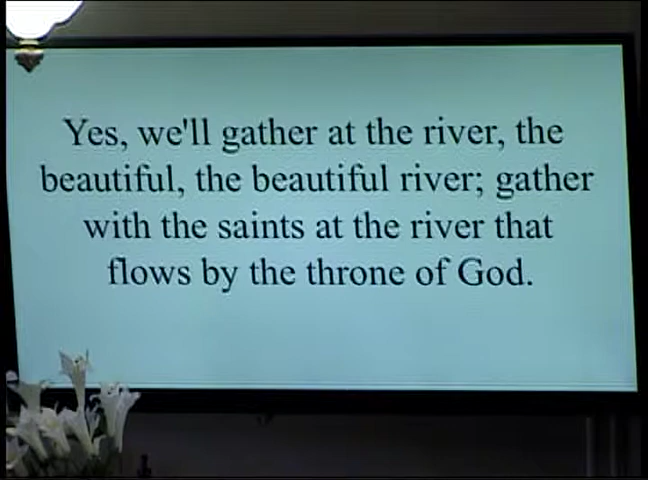 Yes, we'll gather at the river, the
beautiful, the beautiful river; gather
with the saints at the river that
flows by the throne of God.